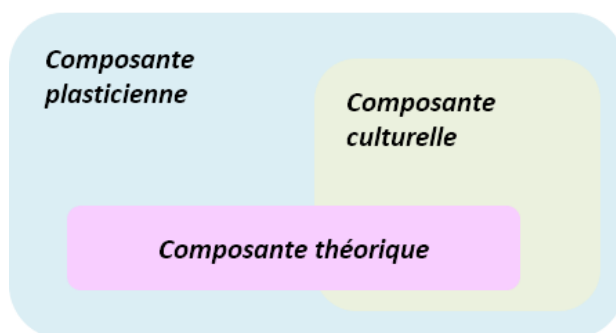 Composante
plasticienne
Composante
culturelle
Composante théorique